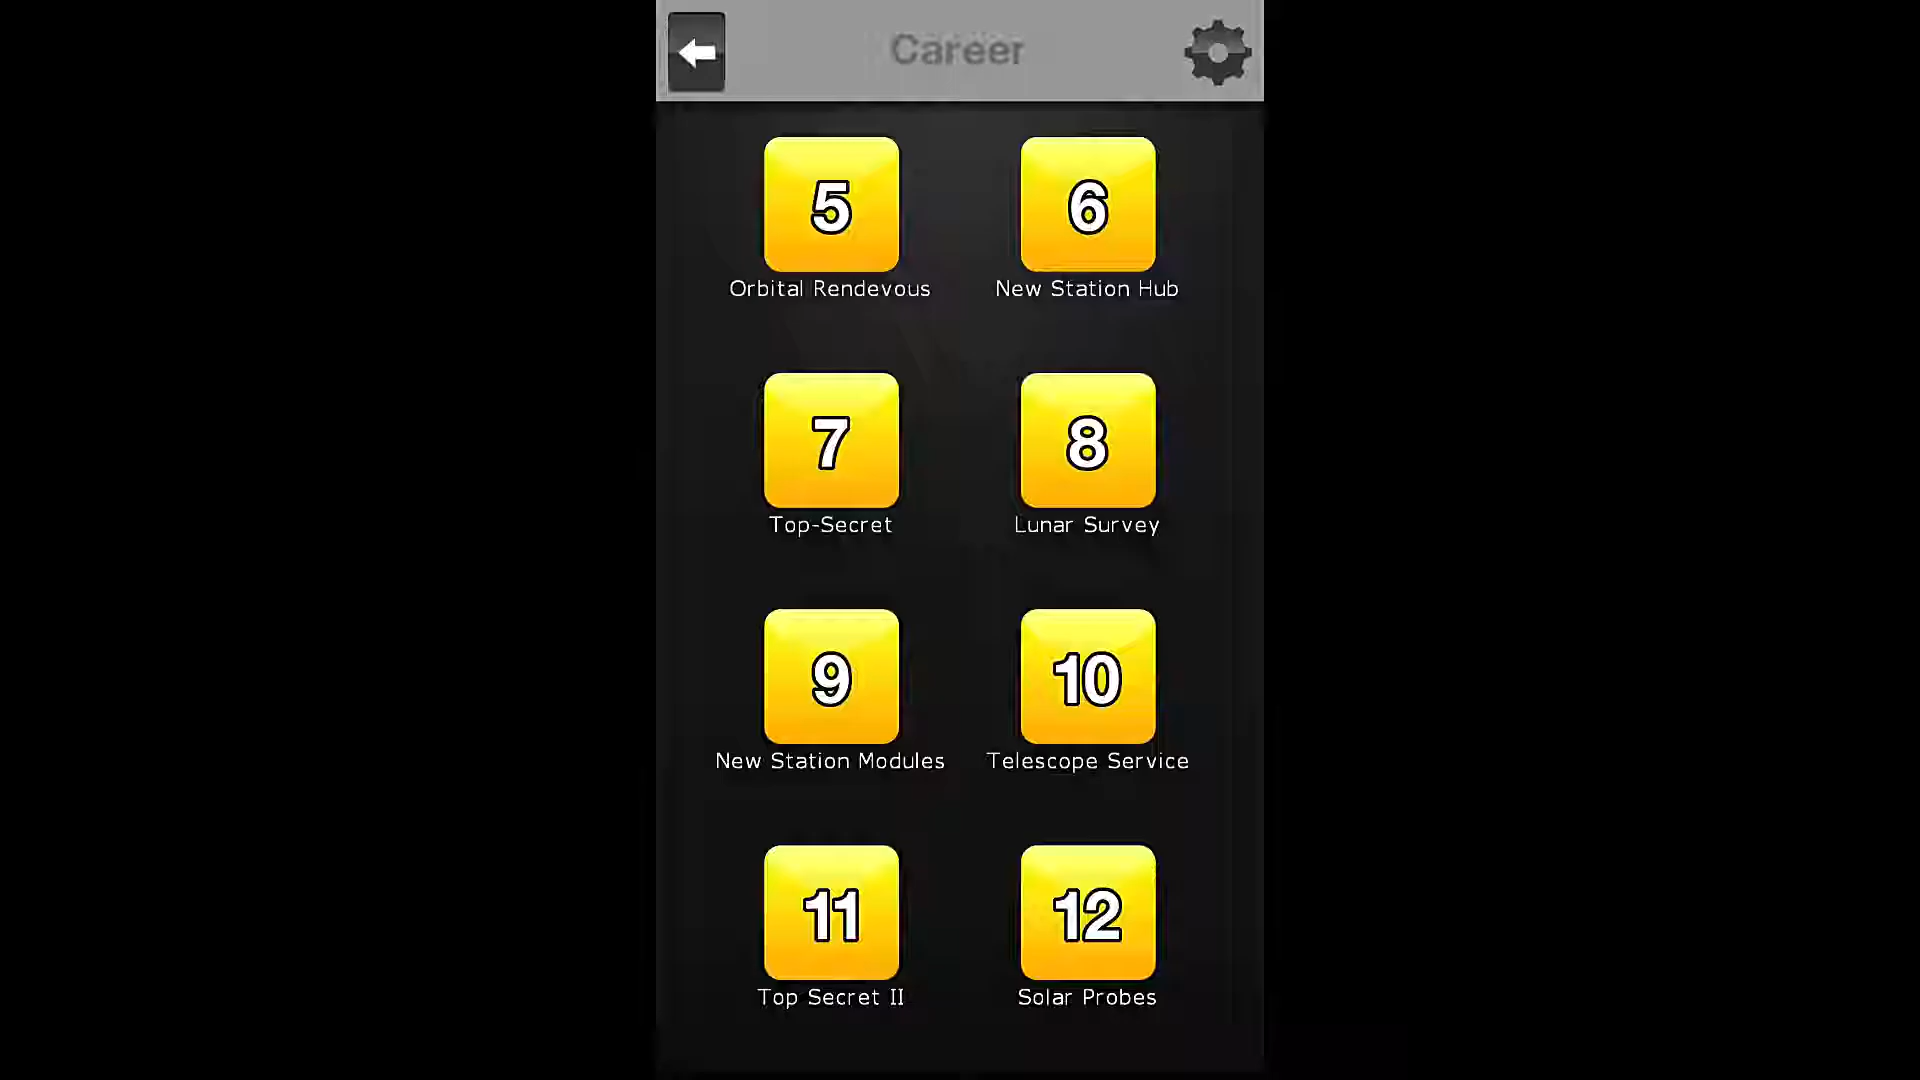 Career
5
6
Orbital Rendevous
New Station Hub
7
8
Top-Secret
Lunar Survey
9
10
New Station Modules
Telescope Service
11
12
Top Secret II
Solar Probes